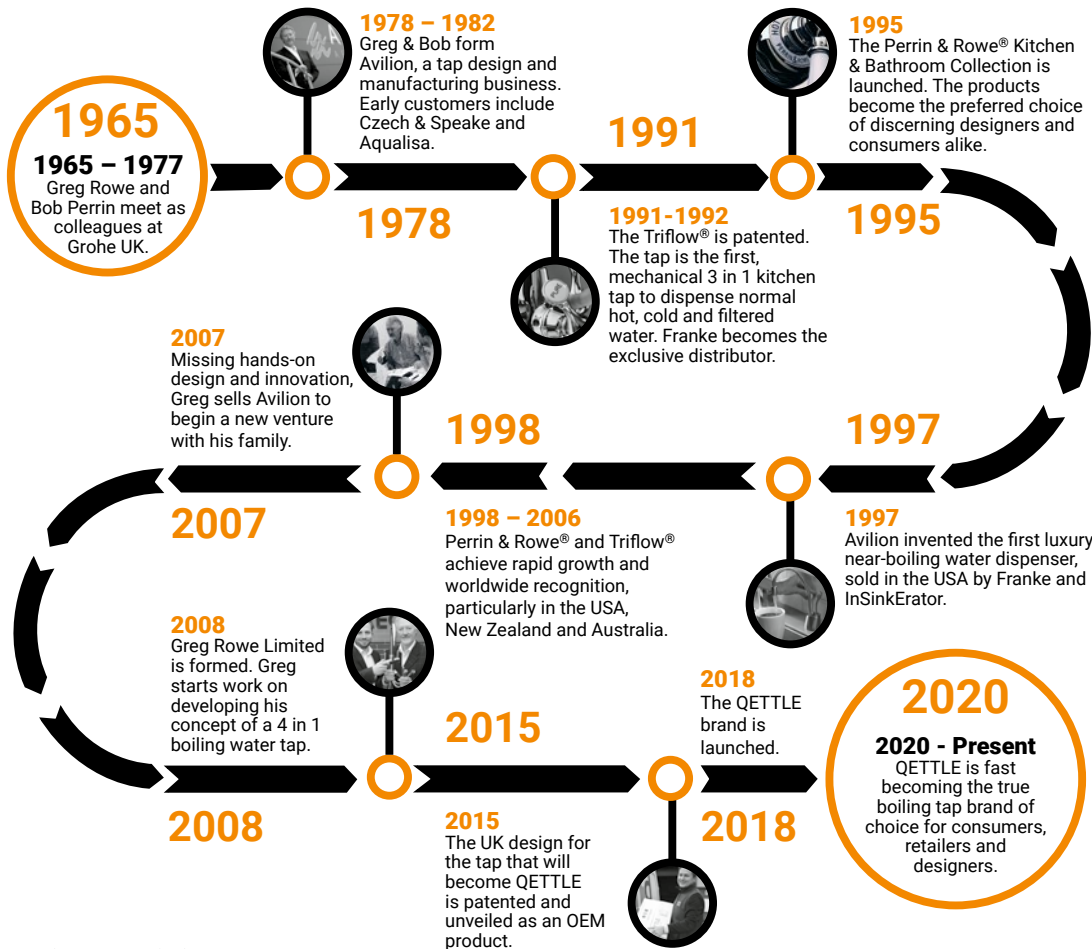 1965
1965 – 1977
Greg Rowe and
Bob Perrin meet as
colleagues at
Grohe UK.
1978 – 1982
Greg & Bob form
Avilion, a tap design and
manufacturing business.
Early customers include
Czech & Speake and
Aqualisa.
1978
1991
1991-1992
The Triflow® is patented.
The tap is the first,
mechanical 3 in 1 kitchen
tap to dispense normal
hot, cold and filtered
water. Franke becomes the
exclusive distributor.
1995
The Perrin & Rowe® Kitchen
& Bathroom Collection is
launched. The products
become the preferred choice
of discerning designers and
consumers alike.
1995
1997
1997
Avilion invented the first luxury
near-boiling water dispenser,
sold in the USA by Franke and
InSinkErator.
1998
1998 – 2006
Perrin & Rowe® and Triflow®
achieve rapid growth and
worldwide recognition,
particularly in the USA,
New Zealand and Australia.
2007
Missing hands-on
design and innovation,
Greg sells Avilion to
begin a new venture
with his family.
2007
2008
Greg Rowe Limited
is formed. Greg
starts work on
developing his
concept of a 4 in 1
boiling water tap.
2008
2015
2015
The UK design for
the tap that will
become QETTLE
is patented and
unveiled as an OEM
product.
2018
The QETTLE
brand is
launched.
2018
2020
2020 - Present
QETTLE is fast
becoming the true
boiling tap brand of
choice for consumers,
retailers and
designers.